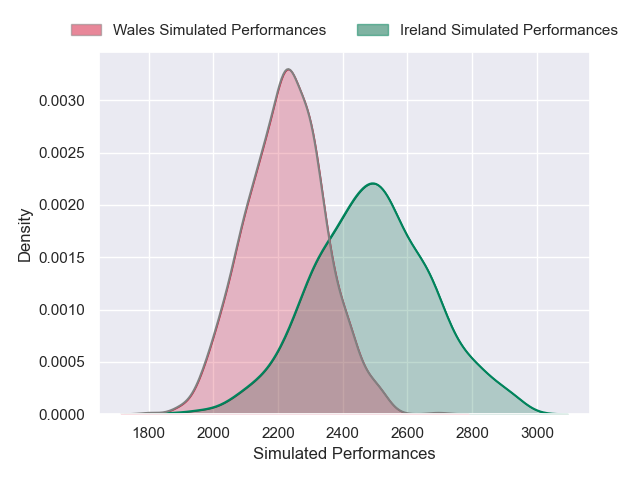 Wales Simulated Performances Ireland Simulated Performances
0.0030
0.0025
0.0020
0.0015
0.0010
0.0005
0.0000
Density
1800 2000 2200 2400 2600 2800 3000
Simulated Performances